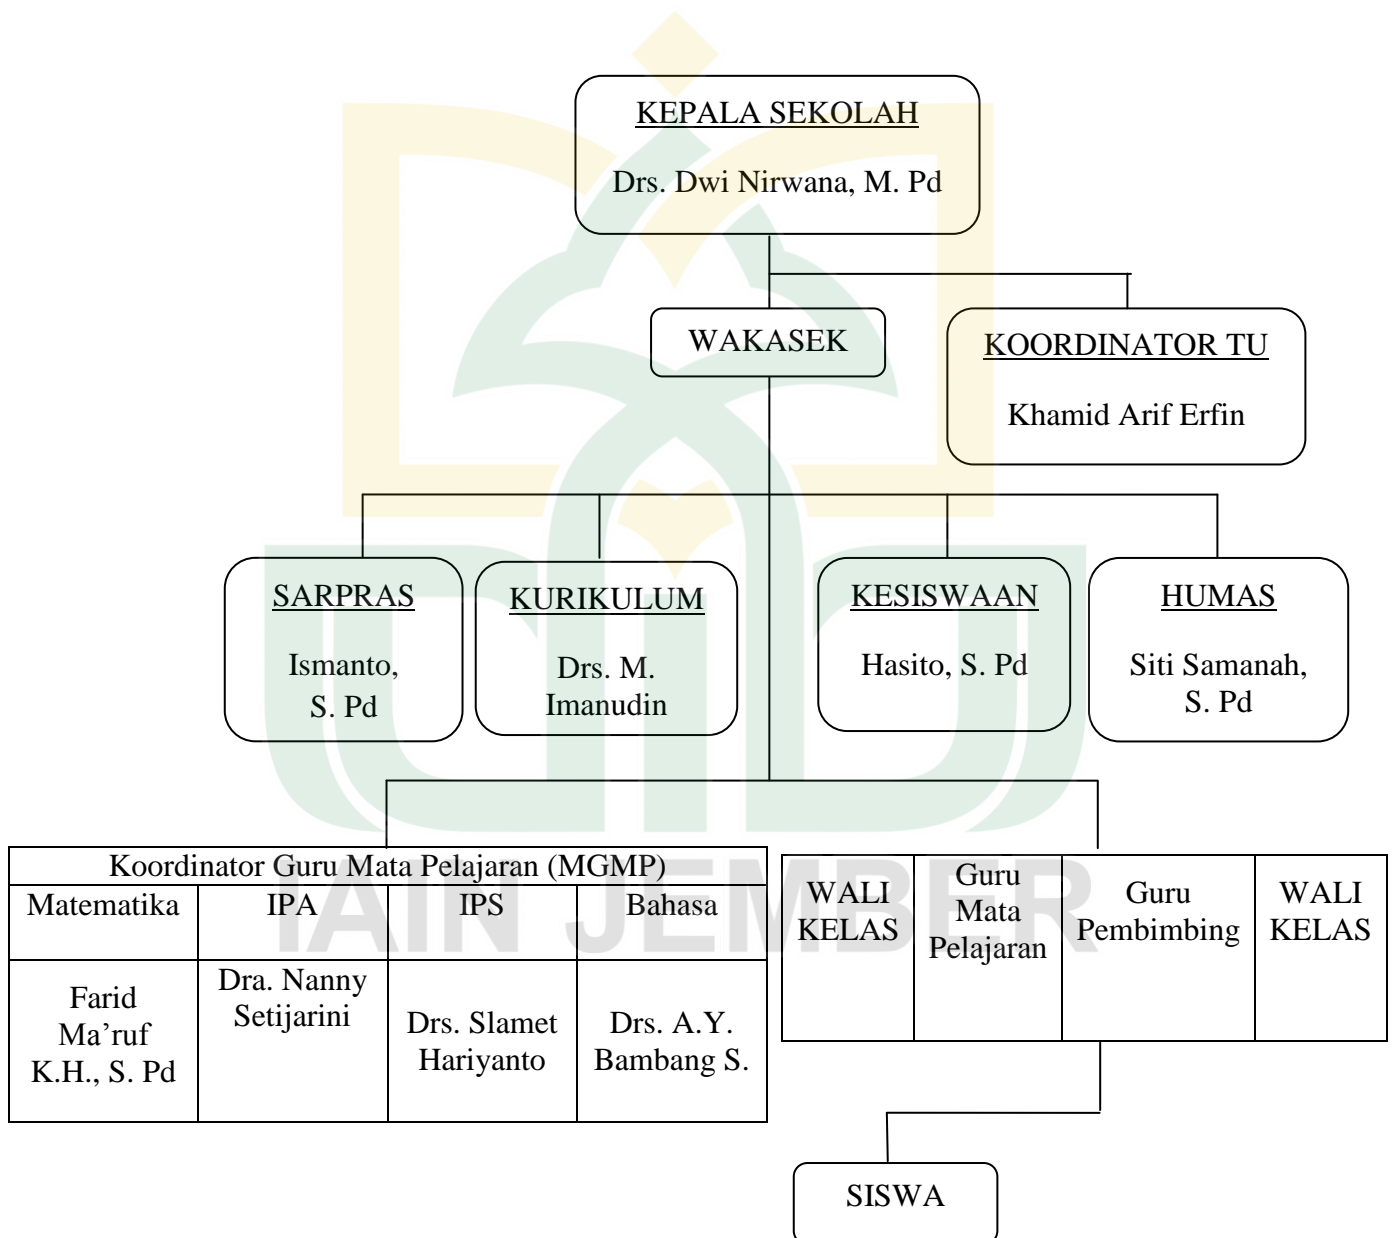 KEPALA SEKOLAH
Drs. Dwi Nirwana, M. Pd
WAKASEK
KOORDINATOR TU
Khamid Arif Erfin
SARPRAS
Ismanto,
S. Pd
KURIKULUM
Drs. M.
Imanudin
KESISWAAN
Hasito, S. Pd
HUMAS
Siti Samanah,
S. Pd
Koordinator Guru Mata Pelajaran (MGMP)
Matematika
IPA
IPS
Bahasa
Farid
Ma’ruf
K.H., S. Pd
Dra. Nanny
Setijarini
Drs. Slamet
Hariyanto
Drs. A.Y.
Bambang S.
WALI
KELAS
Guru
Mata
Pelajaran
Guru
Pembimbing
WALI
KELAS
IAIN JEMBER
SISWA